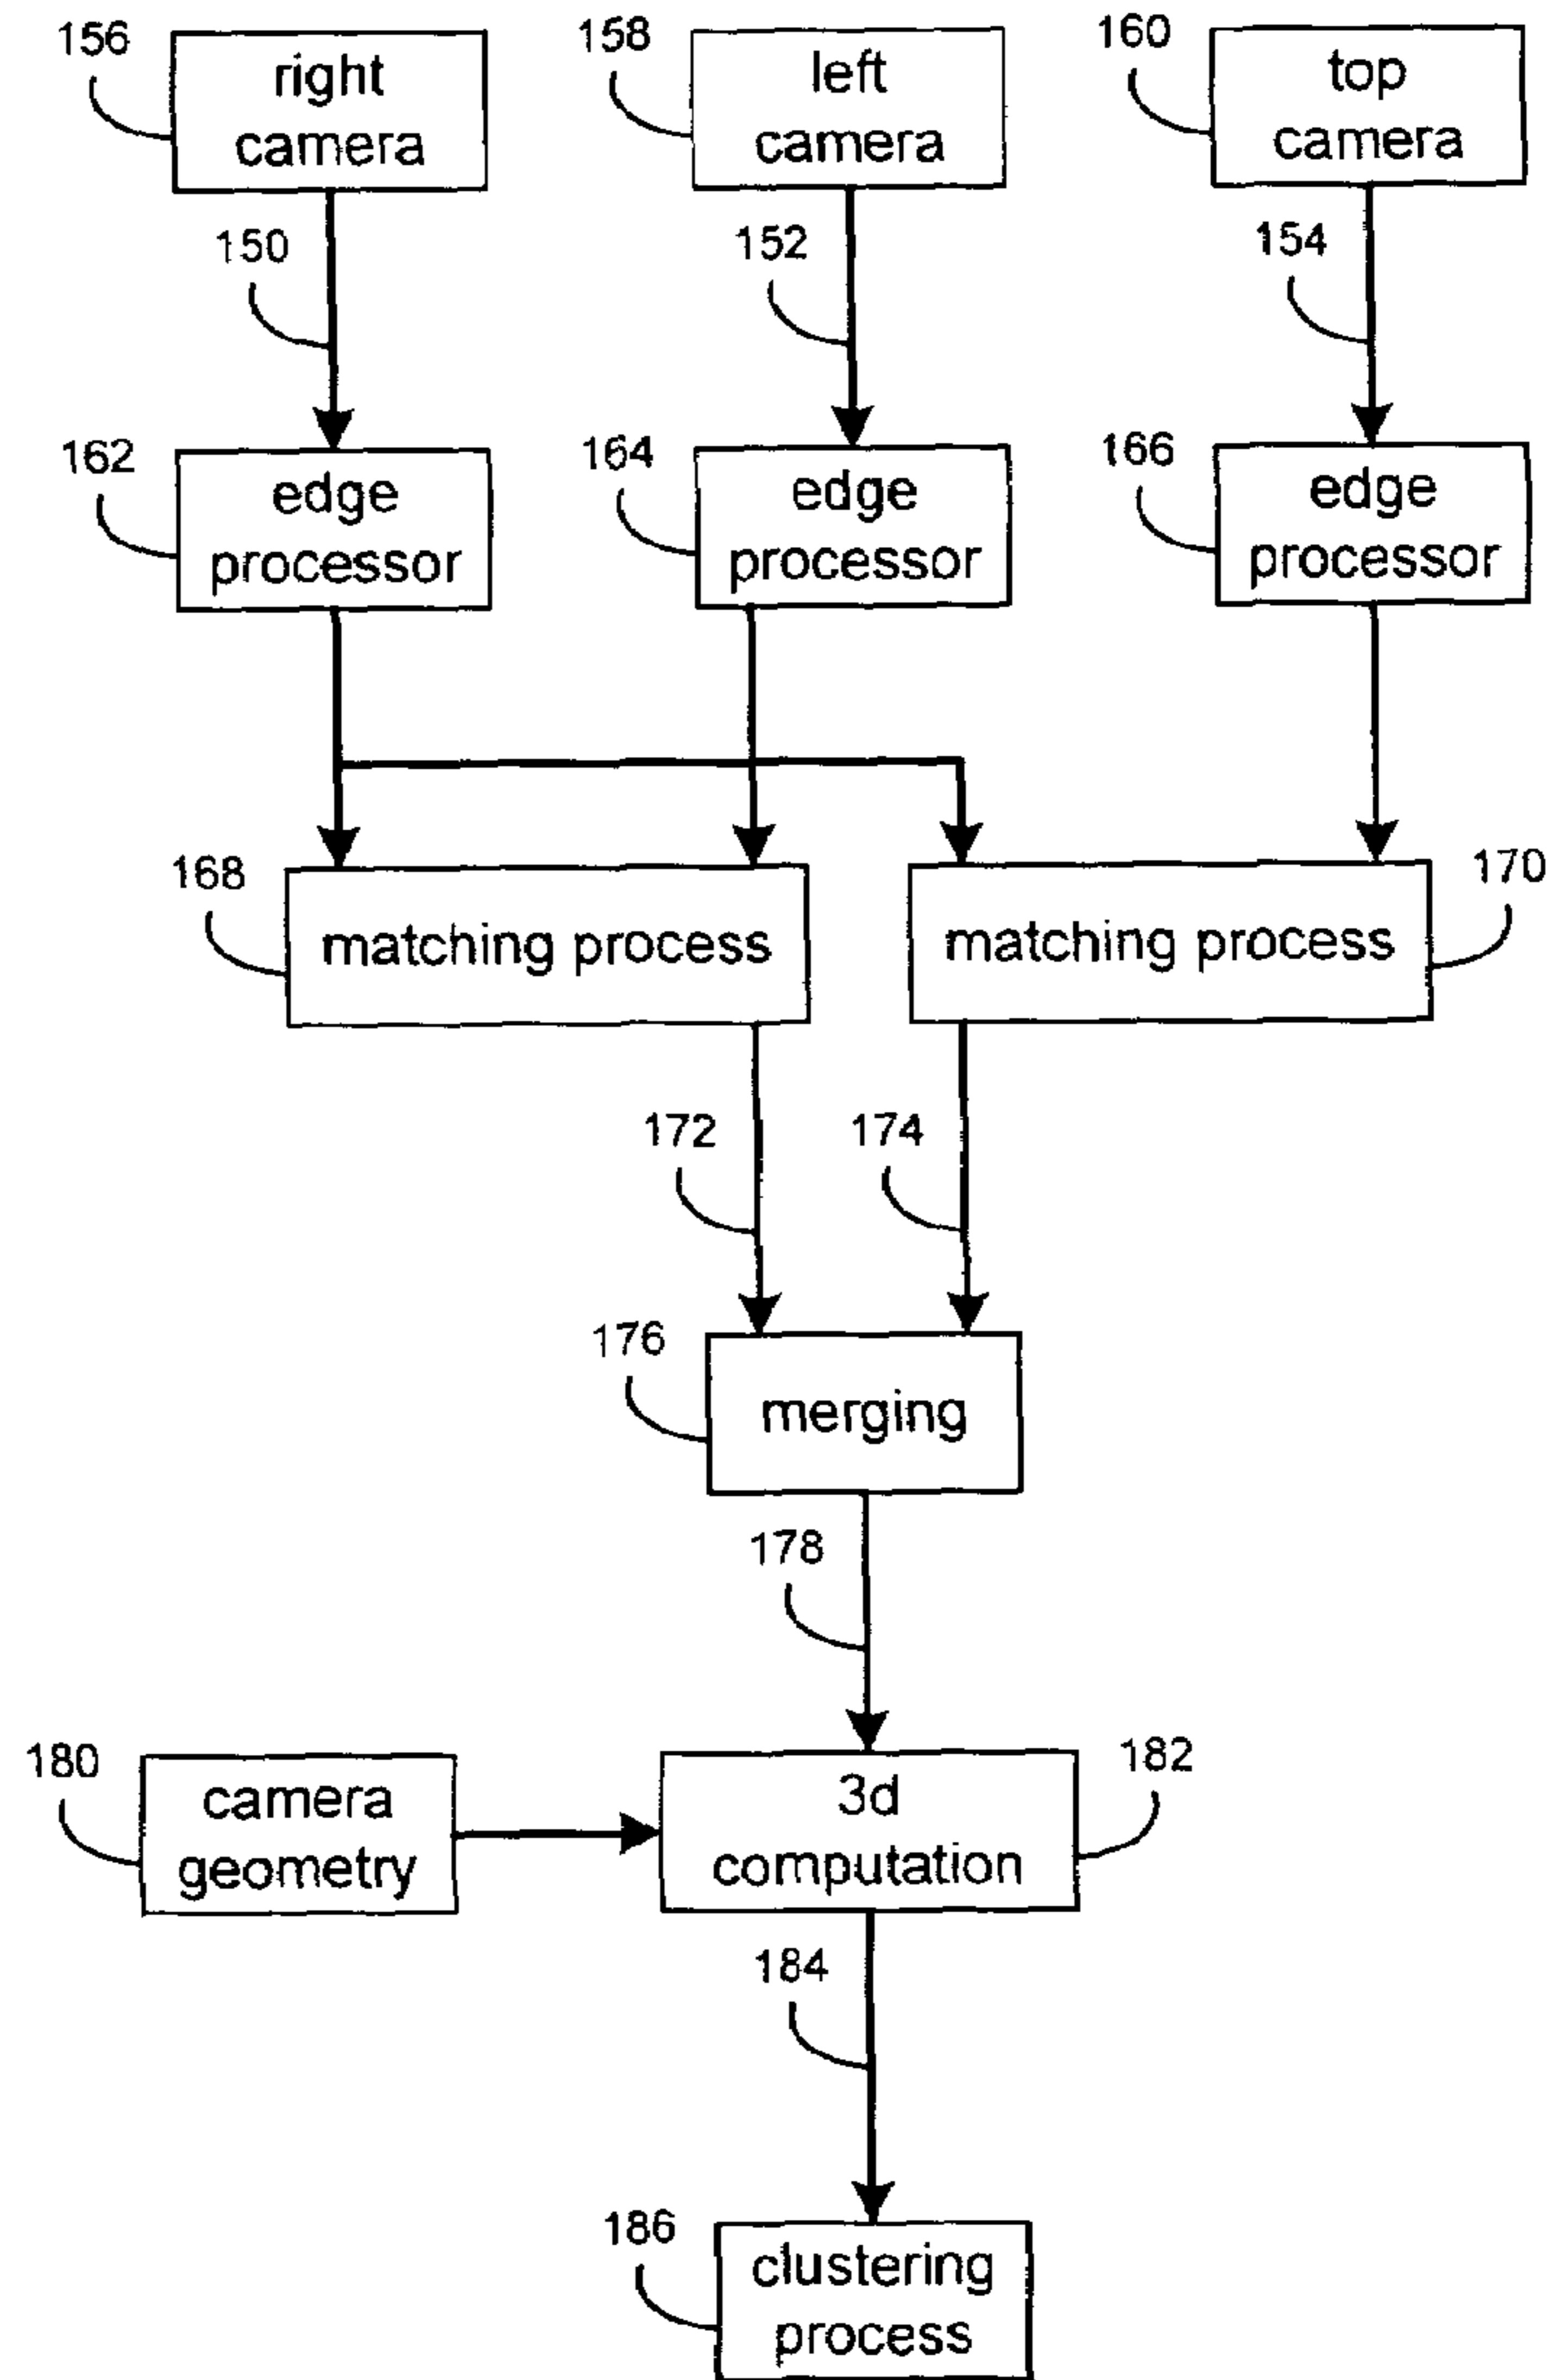 156
right
camera
158
left
camera
160
top
camera
150
152
154
162
edge
processor
164
edge
processor
166
edge
processor
168
matching process
170
matching process
172
174
176
merging
178
180
camera
geometry
182
3d
computation
184
186
clustering
process